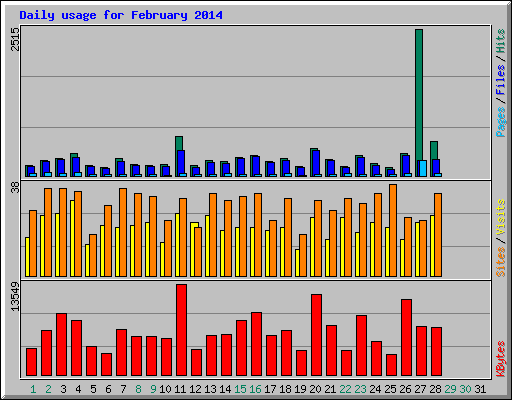 Daily usage for February 2014
2515
Pages / Files / Hits
38
Sites / Visits
13549
KBytes
1 2 3 4 5 6 7 8 9 10 11 12 13 14 15 16 17 18 19 20 21 22 23 24 25 26 27 28 29 30 31